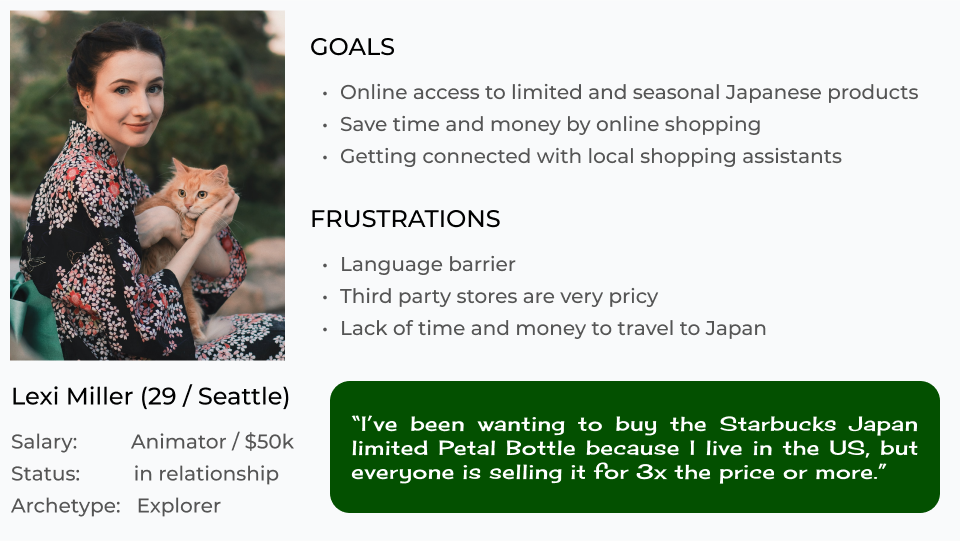 GOALS
• Online access to limited and seasonal Japanese products
• Save time and money by online shopping
• Getting connected with local shopping assistants
FRUSTRATIONS
• Language barrier
• Third party stores are very pricy
• Lack of time and money to travel to Japan
Lexi Miller (29 / Seattle)
Salary: Animator / $50k
Status: in relationship
Archetype: Explorer
“I’ve been wanting to buy the Starbucks Japan
limited Petal Bottle because I live in the US, but
everyone is selling it for 3x the price or more.”